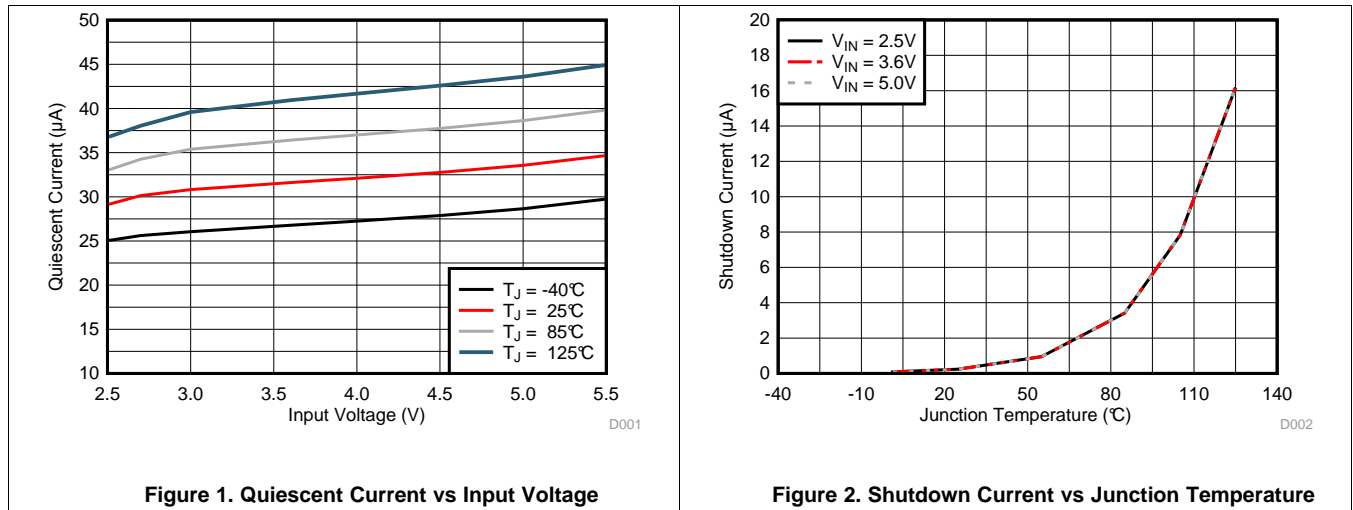 50
45
40
35
30
25
20
15
10
Quiescent Current (µA)
T_J = -40°C
T_J = 25°C
T_J = 85°C
T_J = 125°C
2.5 3.0 3.5 4.0 4.5 5.0 5.5
Input Voltage (V)
D001
Figure 1. Quiescent Current vs Input Voltage
20
18
16
14
12
10
8
6
4
2
0
Shutdown Current (µA)
V_IN = 2.5V
V_IN = 3.6V
V_IN = 5.0V
-40 -10 20 50 80 110 140
Junction Temperature (°C)
D002
Figure 2. Shutdown Current vs Junction Temperature